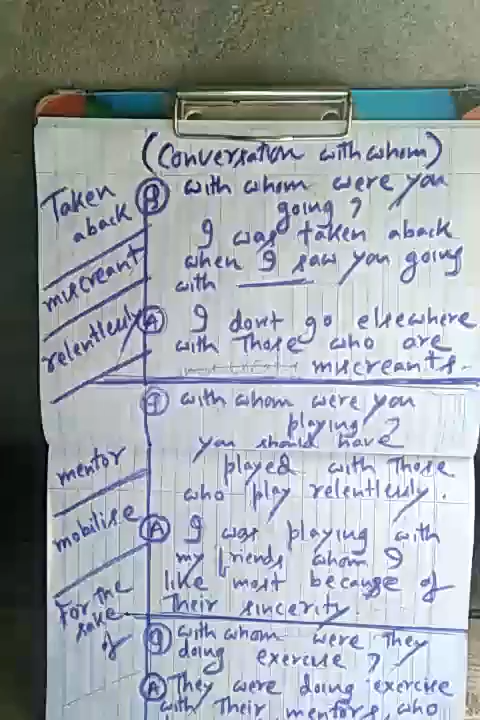 (Conversation with whom)
Taken
aback
miscreant
relentlessly
Q with whom were you
going ?
I was taken aback
when I saw you going
with
A I dont go elsewhere
with Those who are
miscreants.
mentor
mobilise
For the
sake
of
Q with whom were you
playing ?
you should have
played with Those
who play relentlessly.
A I was playing with
my friends whom I
like most because of
Their sincerity.
Q with whom were They
doing exercise ?
A They were doing exercise
with Their mentors who